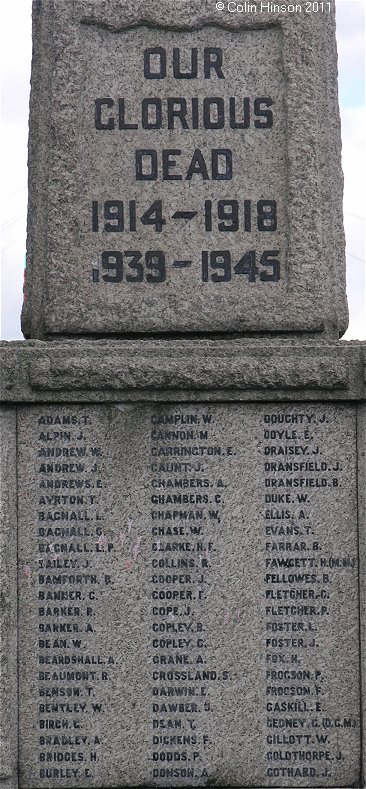 © Colin Hinson 2011
OUR
GLORIOUS
DEAD
1914-1918
1939-1945
ADAMS. T.
ALPIN. J.
ANDREW. W.
ANDREW. J.
ANDREWS. E.
AYRTON. T.
BAGNALL. L.
BAGNALL. G.
BAGNALL. L.P.
BAILEY. J.
BAMFORTH. B.
BANNER. C.
BARKER. R.
BARKER. A.
BEAN. W.
BEARDSHALL. A.
BEAUMONT. R.
BENSON. T.
BENTLEY. W.
BIRCH. C.
BRADLEY. A.
BRIDGES. H.
BURLEY. E.
CAMPLIN. W.
CANNON. M.
CARRINGTON. E.
CAUNT. J.
CHAMBERS. A.
CHAMBERS. C.
CHAPMAN. W.
CHASE. W.
CLARKE. H.F.
COLLINS. R.
COOPER. J.
COOPER. F.
COPE. J.
COPLEY. B.
COPLEY. C.
CRANE. A.
CROSSLAND. S.
DARWIN. E.
DAWBER. J.
DEAN. T.
DICKENS. F.
DODDS. P.
DONSON. A.
DOUGHTY. J.
DOYLE. E.
DRAISEY. J.
DRANSFIELD. J.
DRANSFIELD. B.
DUKE. W.
ELLIS. A.
EVANS. T.
FARRAR. B.
FAWCETT. H.(M.M.)
FELLOWES. B.
FLETCHER. C.
FLETCHER. P.
FOSTER. L.
FOSTER. J.
FOX. H.
FROGSON. P.
FROGSON. F.
GASKILL. E.
GEDNEY. G.(D.C.M.)
GILLOTT. W.
GOLDTHORPE. J.
GOTHARD. J.